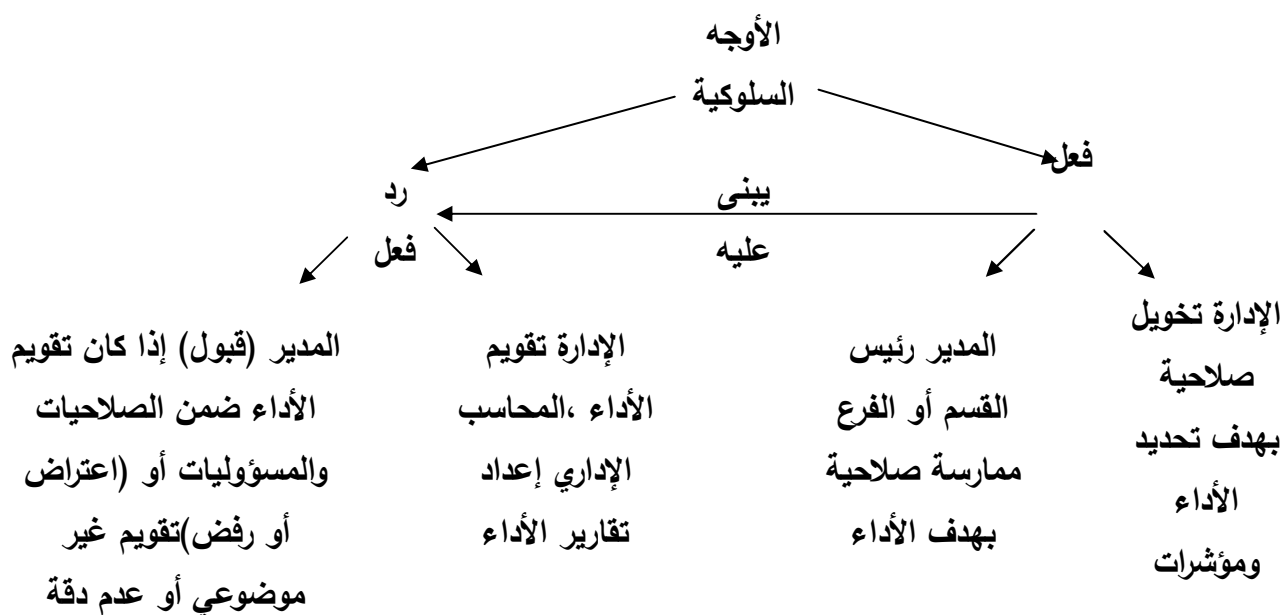 الأوجه
السلوكية
فعل
يبنى
عليه
رد
فعل
الإدارة تخويل
صلاحية
بهدف تحديد
الأداء
ومؤشرات
المدير رئيس
القسم أو الفرع
ممارسة صلاحية
بهدف الأداء
الإدارة تقويم
الأداء ،المحاسب
الإداري إعداد
تقارير الأداء
المدير (قبول) إذا كان تقويم
الأداء ضمن الصلاحيات
والمسؤوليات أو (اعتراض
أو رفض)تقويم غير
موضوعي أو عدم دقة